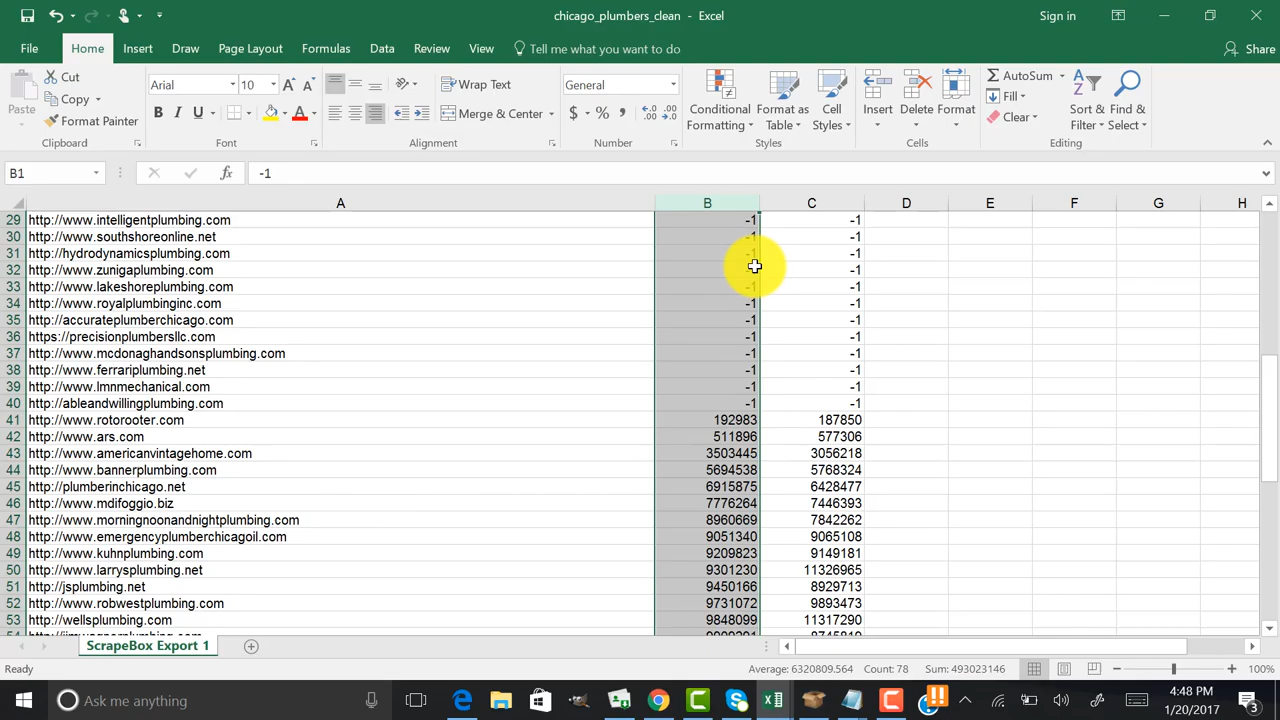 chicago_plumbers_clean - Excel
Sign in
File Home Insert Draw Page Layout Formulas Data Review View Tell me what you want to do Share
Paste
Cut
Copy
Format Painter
Clipboard
Arial 10
B I U
Font
Wrap Text
Merge & Center
Alignment
General
$ % ,
Number
Conditional Formatting
Format as Table
Cell Styles
Styles
Insert Delete Format
Cells
AutoSum
Fill
Clear
Sort & Filter
Find & Select
Editing
B1 fx -1
A B C D E F G H
29 http://www.intelligentplumbing.com -1 -1
30 http://www.southshoreonline.net -1 -1
31 http://hydrodynamicsplumbing.com -1 -1
32 http://www.zunigaplumbing.com -1
33 http://www.lakeshoreplumbing.com -1 -1
34 http://www.royalplumbinginc.com -1 -1
35 http://accurateplumberchicago.com -1 -1
36 https://precisionplumbersllc.com -1 -1
37 http://www.mcdonaghandsonsplumbing.com -1 -1
38 http://www.ferrariplumbing.net -1 -1
39 http://www.lmnmechanical.com -1 -1
40 http://ableandwillingplumbing.com -1 -1
41 http://www.rotorooter.com 192983 187850
42 http://www.ars.com 511896 577306
43 http://www.americanvintagehome.com 3503445 3056218
44 http://www.bannerplumbing.com 5694538 5768324
45 http://plumberinchicago.net 6915875 6428477
46 http://www.mdifoggio.biz 7776264 7446393
47 http://www.morningnoonandnightplumbing.com 8960669 7842262
48 http://www.emergencyplumberchicagoil.com 9051340 9065108
49 http://www.kuhnplumbing.com 9209823 9149181
50 http://www.larrysplumbing.net 9301230 11326965
51 http://jsplumbing.net 9450166 8929713
52 http://www.robwestplumbing.com 9731072 9893473
53 http://wellsplumbing.com 9848099 11317290
ScrapeBox Export 1
Ready Average: 6320809.564 Count: 78 Sum: 493023146 100%
Ask me anything
4:48 PM
1/20/2017
3